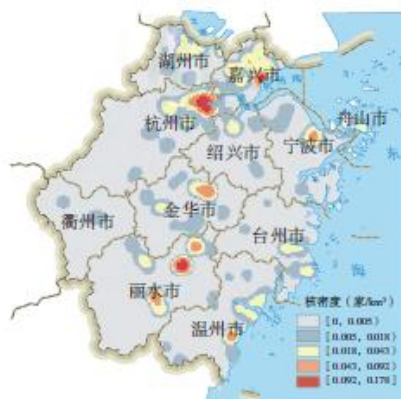 湖州市
嘉兴市
杭州市
舟山市
绍兴市
宁波市
东
金华市
衢州市
台州市
海
丽水市
温州市
核密度（家/km²）
[0, 0.005)
[0.005, 0.018)
[0.018, 0.043)
[0.043, 0.092)
[0.092, 0.178]